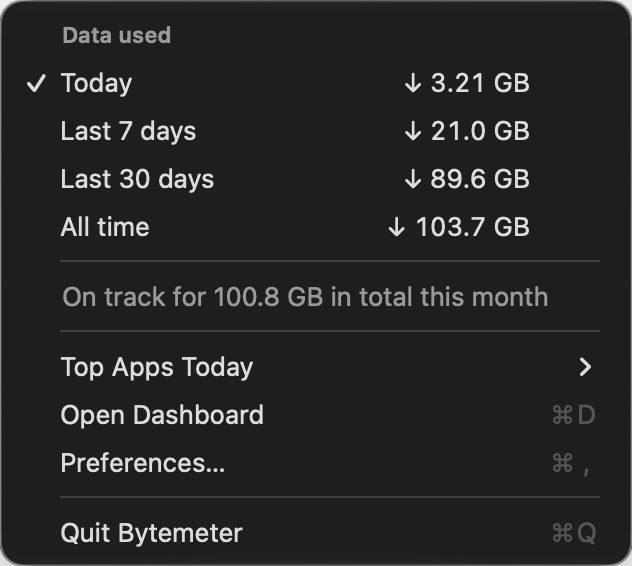 Data used
✓ Today ↓ 3.21 GB
Last 7 days ↓ 21.0 GB
Last 30 days ↓ 89.6 GB
All time ↓ 103.7 GB
On track for 100.8 GB in total this month
Top Apps Today >
Open Dashboard ⌘D
Preferences... ⌘ ,
Quit Bytemeter ⌘Q